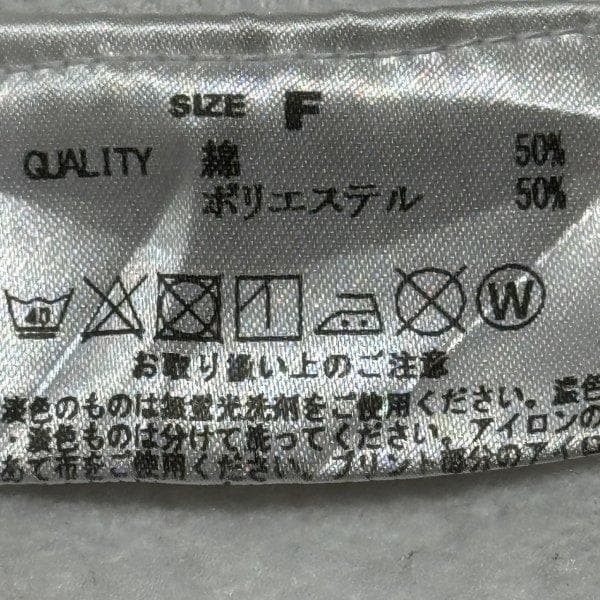 SIZE F
QUALITY 綿 50%
ポリエステル 50%
40 W
お取り扱い上のご注意
淡色のものは無蛍光洗剤をご使用ください。濃色
・濃色ものは分けて洗ってください。アイロンの
あて布をご使用ください。プリント部分のアイロ